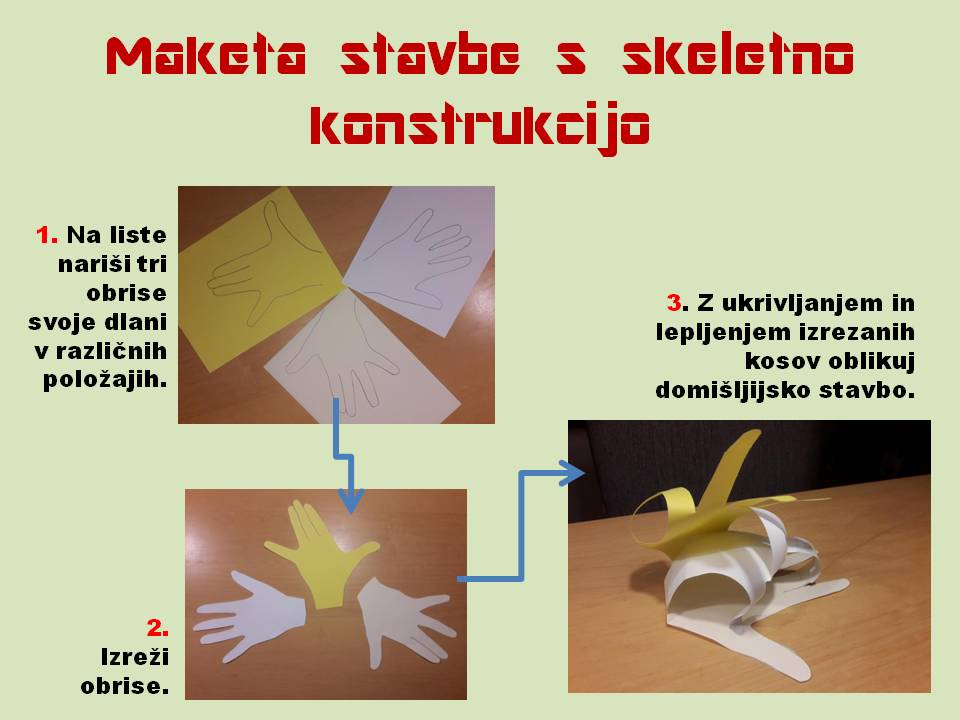 Maketa stavbe s skeletno
konstrukcijo
1. Na liste
nariši tri
obrise
svoje dlani
v različnih
položajih.
2.
Izreži
obrise.
3. Z ukrivljanjem in
lepljenjem izrezanih
kosov oblikuj
domišljijsko stavbo.